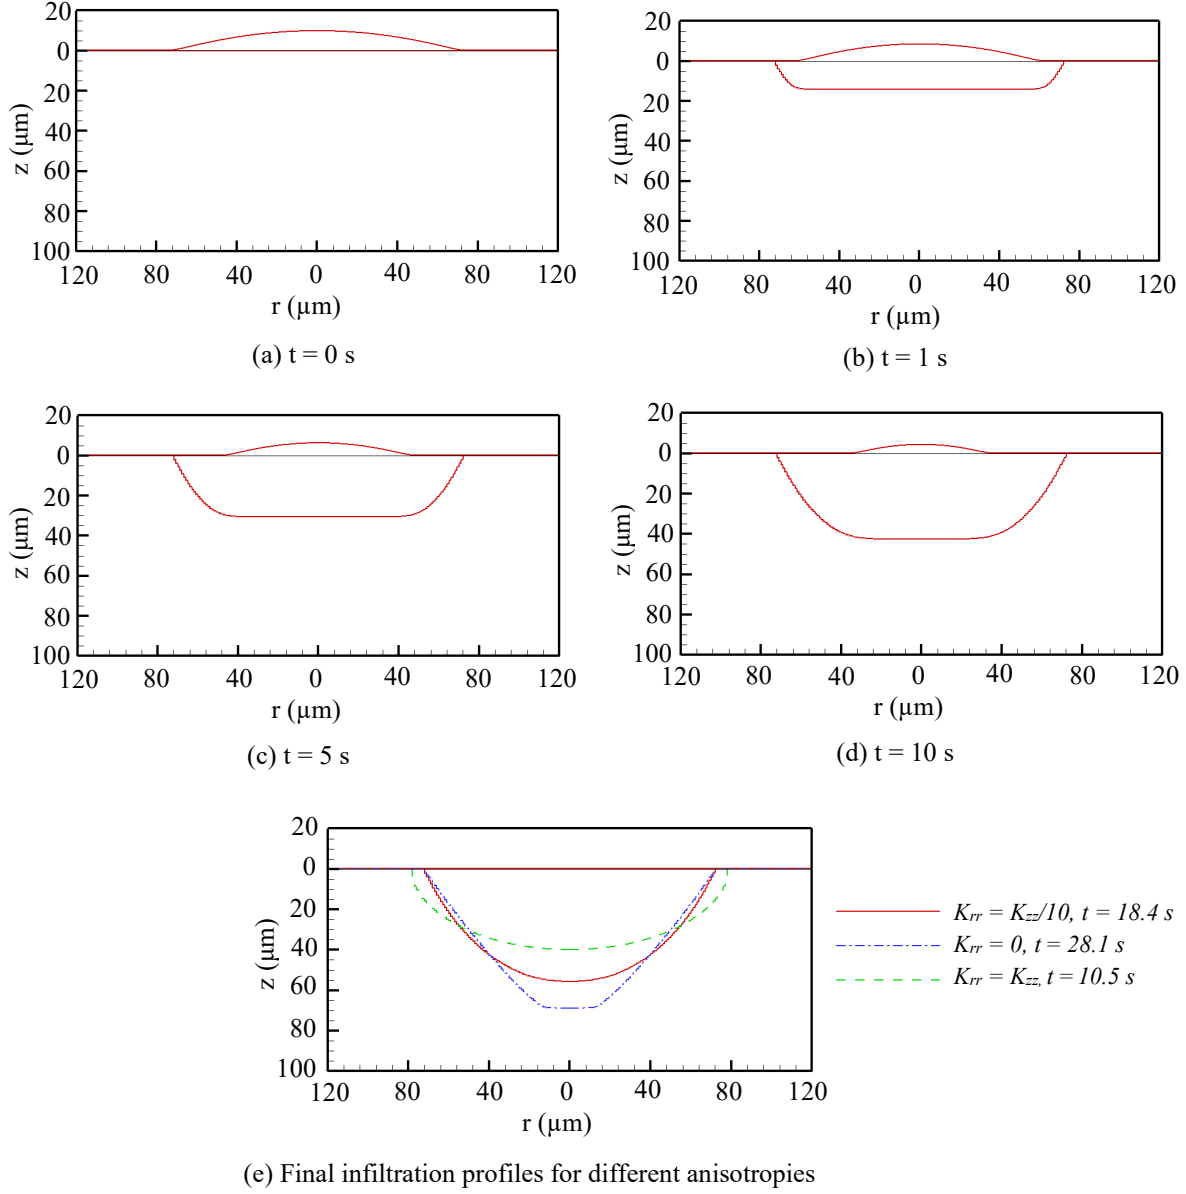 20
0
20
40
60
80
100
z (μm)
120 80 40 0 40 80 120
r (μm)
(a) t = 0 s
20
0
20
40
60
80
100
z (μm)
120 80 40 0 40 80 120
r (μm)
(b) t = 1 s
20
0
20
40
60
80
100
z (μm)
120 80 40 0 40 80 120
r (μm)
(c) t = 5 s
20
0
20
40
60
80
100
z (μm)
120 80 40 0 40 80 120
r (μm)
(d) t = 10 s
20
0
20
40
60
80
100
z (μm)
120 80 40 0 40 80 120
r (μm)
Krr = Kzz/10, t = 18.4 s
Krr = 0, t = 28.1 s
Krr = Kzz, t = 10.5 s
(e) Final infiltration profiles for different anisotropies